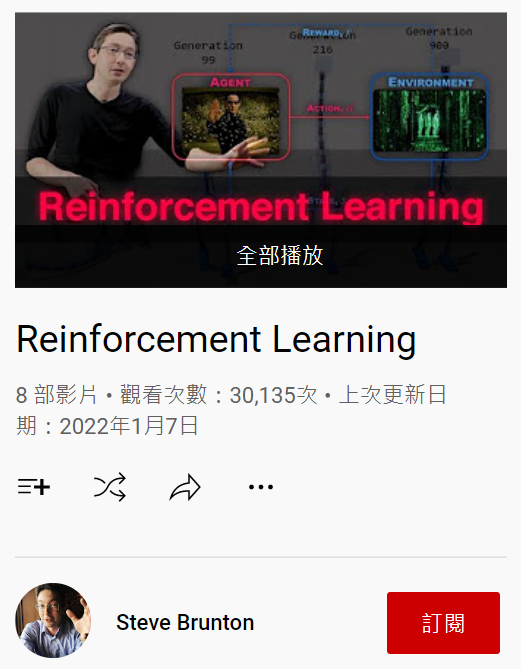 Generation
99
Generation
216
Generation
900
REWARD, r
AGENT
ENVIRONMENT
ACTION, a
Reinforcement Learning
全部播放
Reinforcement Learning
8 部影片 • 觀看次數：30,135次 • 上次更新日
期：2022年1月7日
Steve Brunton
訂閱